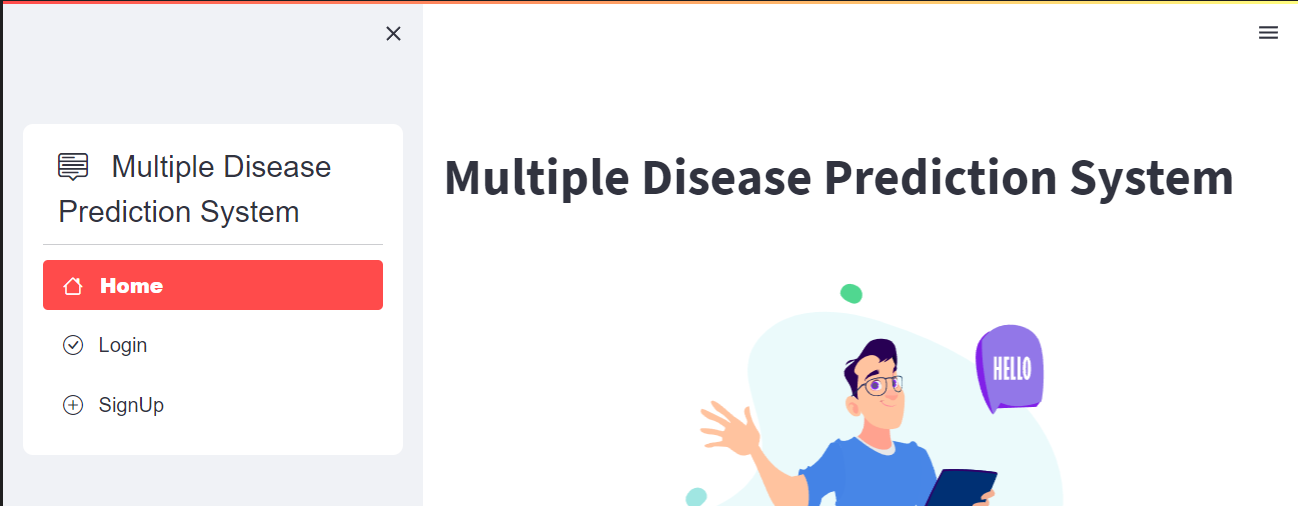 Multiple Disease
Prediction System
Home
Login
SignUp
Multiple Disease Prediction System
HELLO